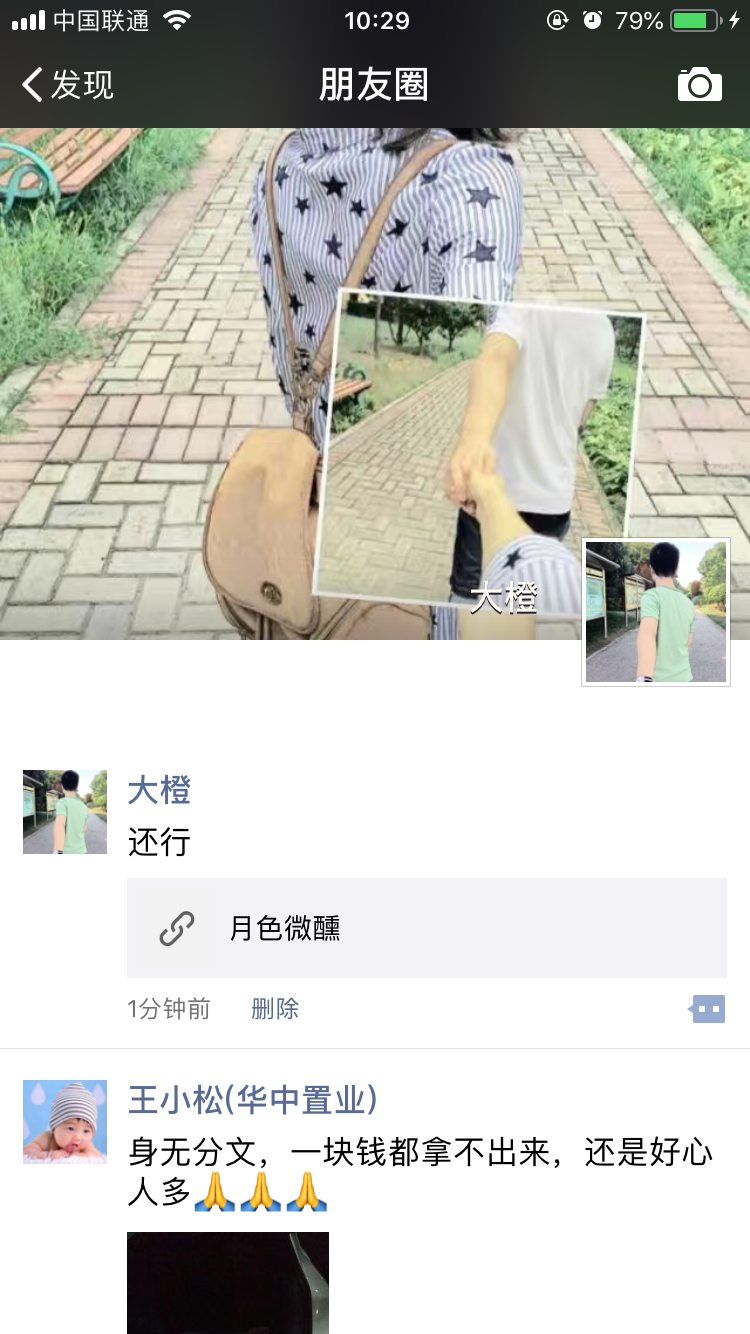 中国联通 10:29 79%
发现 朋友圈
大橙
大橙
还行
月色微醺
1分钟前 删除
王小松(华中置业)
身无分文，一块钱都拿不出来，还是好心
人多🙏🙏🙏